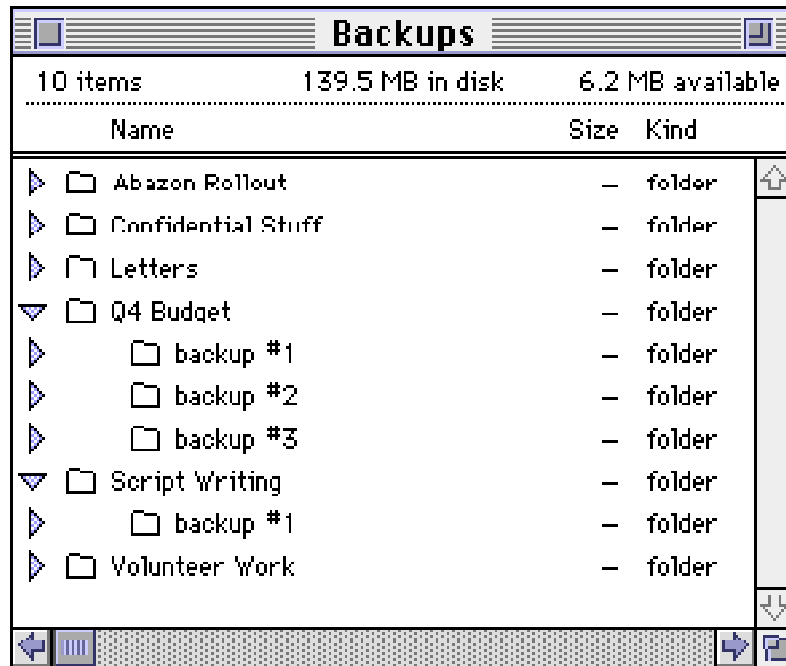 Backups
10 items 139.5 MB in disk 6.2 MB available
Name Size Kind
Abazon Rollout – folder
Confidential Stuff – folder
Letters – folder
Q4 Budget – folder
backup #1 – folder
backup #2 – folder
backup #3 – folder
Script Writing – folder
backup #1 – folder
Volunteer Work – folder